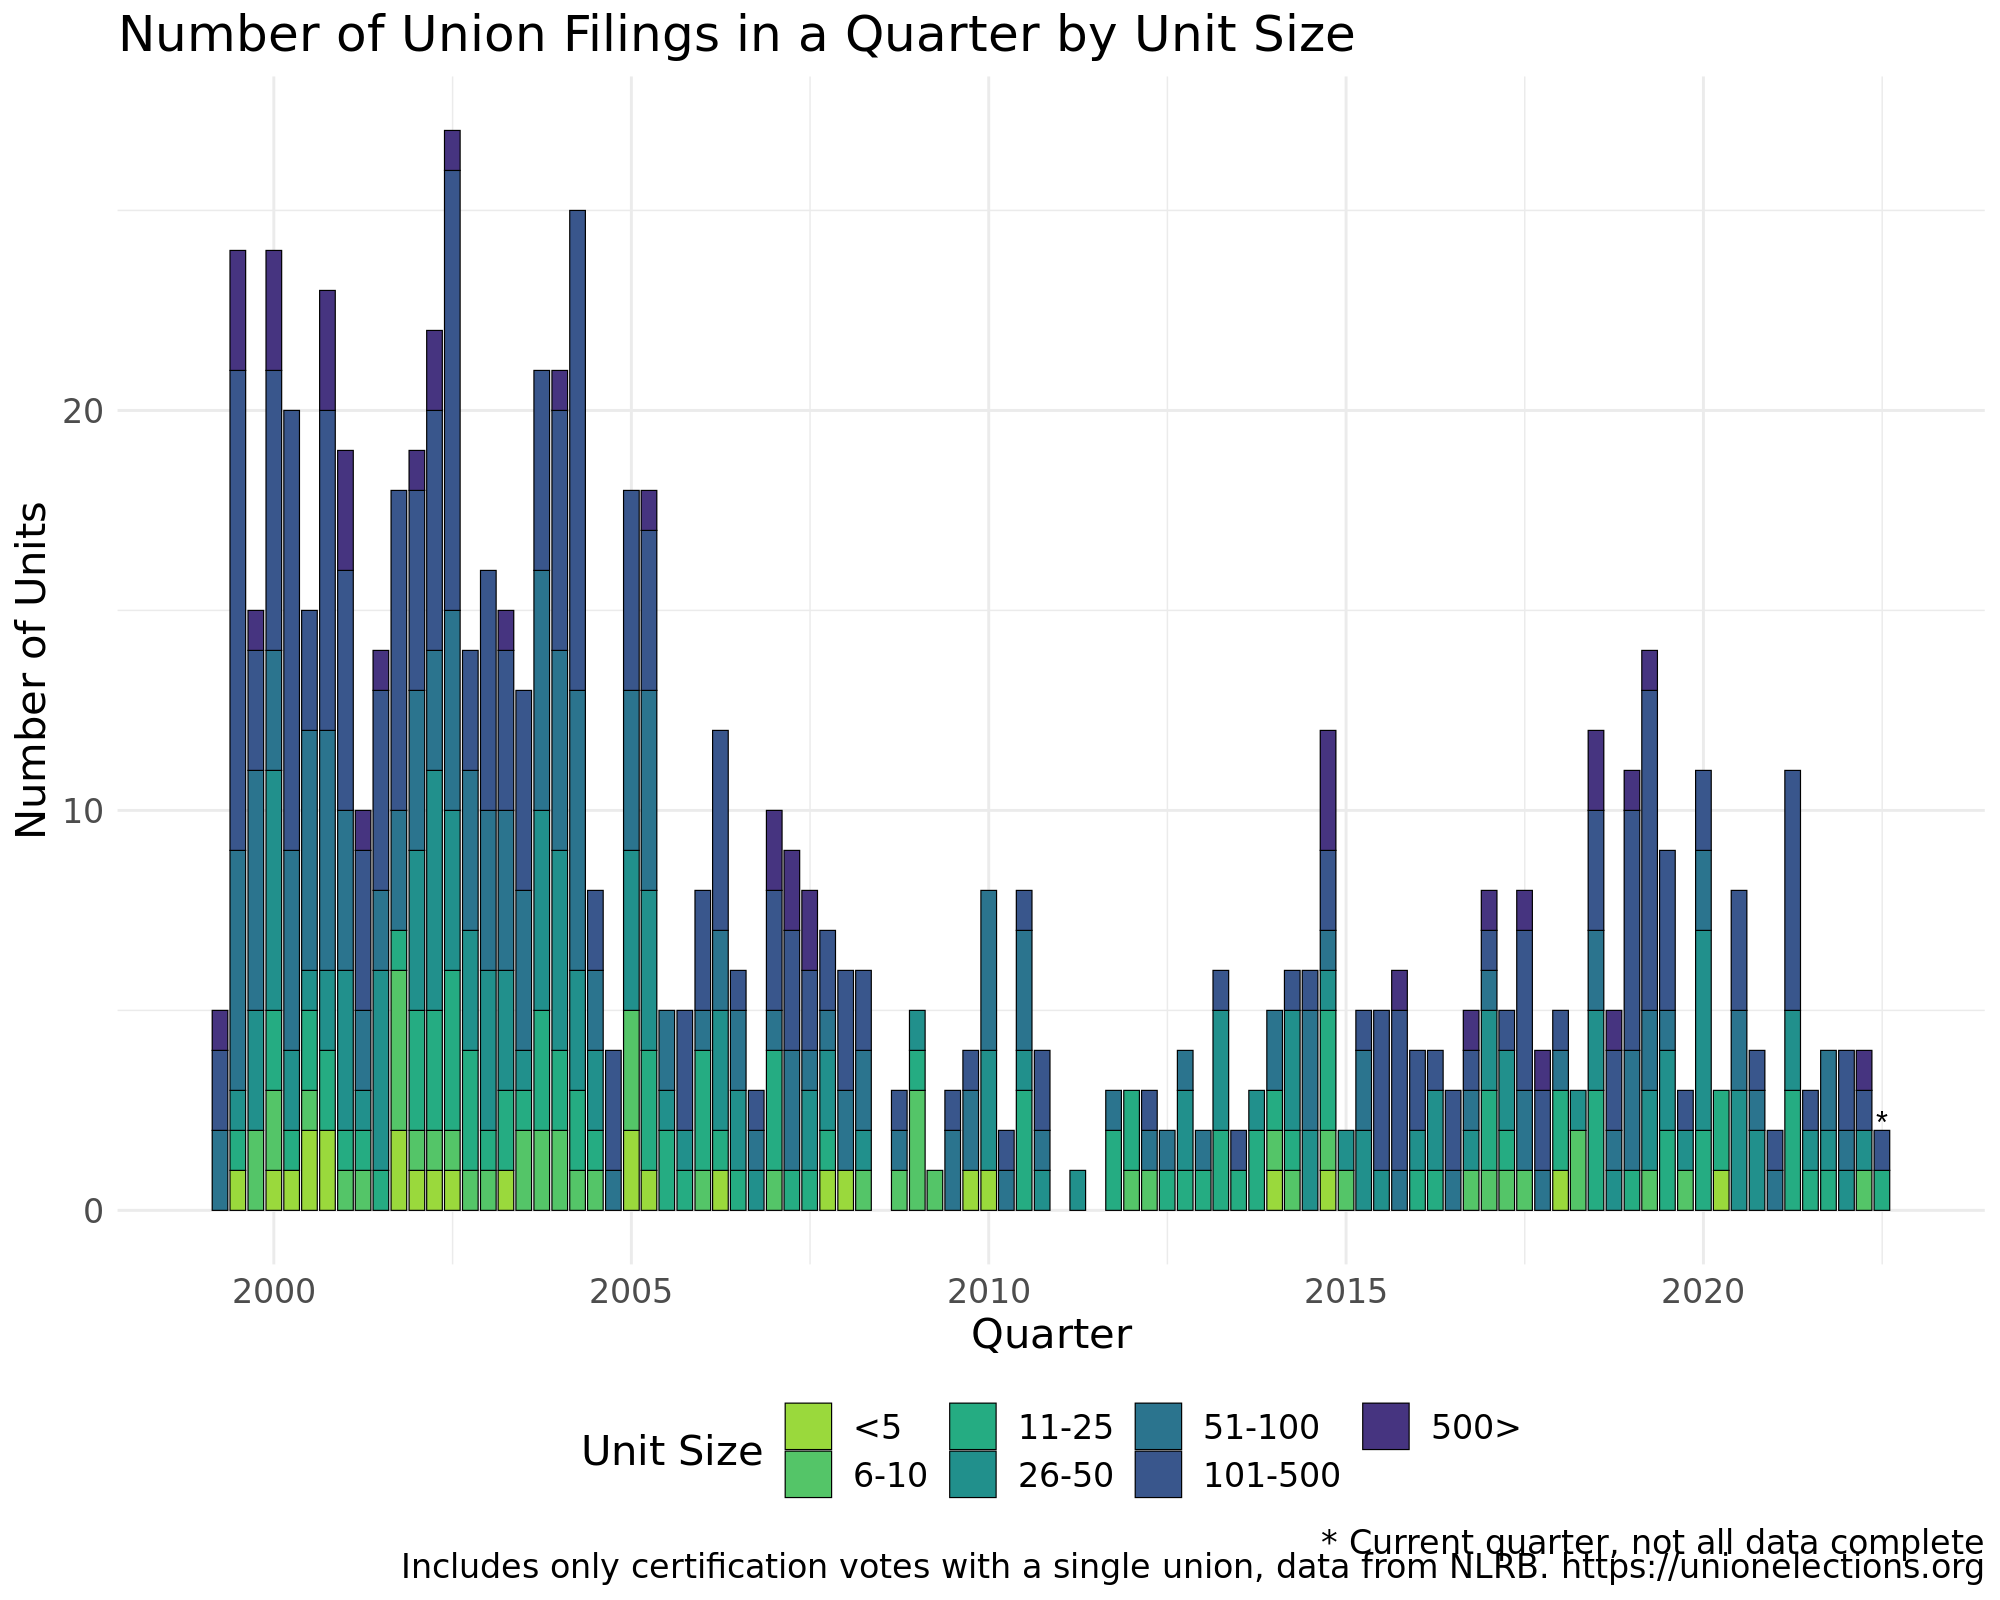 Number of Union Filings in a Quarter by Unit Size
Number of Units
20
10
0
*
2000 2005 2010 2015 2020
Quarter
Unit Size
<5 11-25 51-100 500>
6-10 26-50 101-500
* Current quarter, not all data complete
Includes only certification votes with a single union, data from NLRB. https://unionelections.org